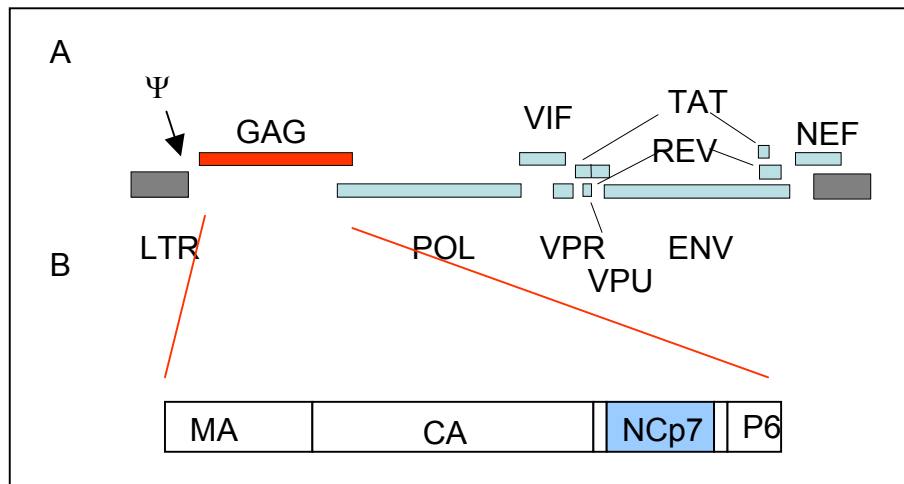 A
Ψ
GAG
VIF
TAT
REV
NEF
LTR
POL
VPR
VPU
ENV
B
MA
CA
NCp7
P6